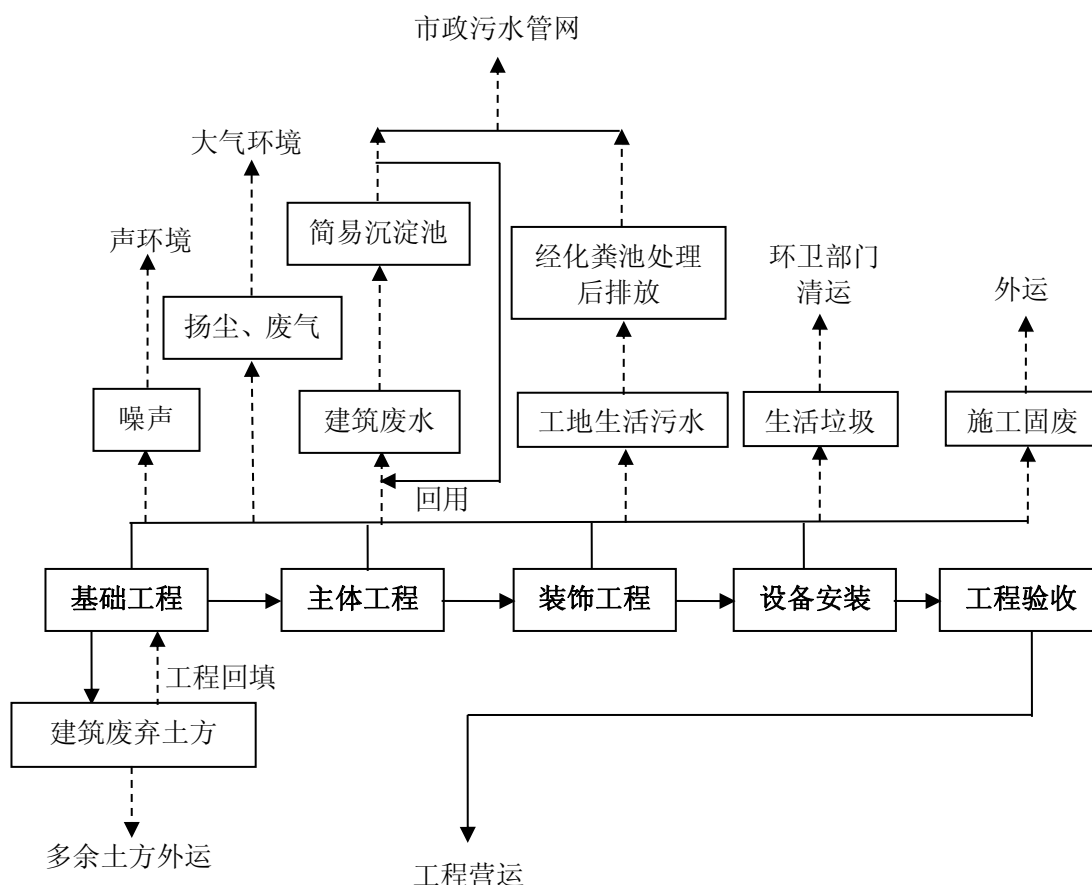 市政污水管网
大气环境
声环境
简易沉淀池
经化粪池处理
后排放
环卫部门
清运
外运
扬尘、废气
噪声
建筑废水
工地生活污水
生活垃圾
施工固废
回用
基础工程
主体工程
装饰工程
设备安装
工程验收
工程回填
建筑废弃土方
多余土方外运
工程营运